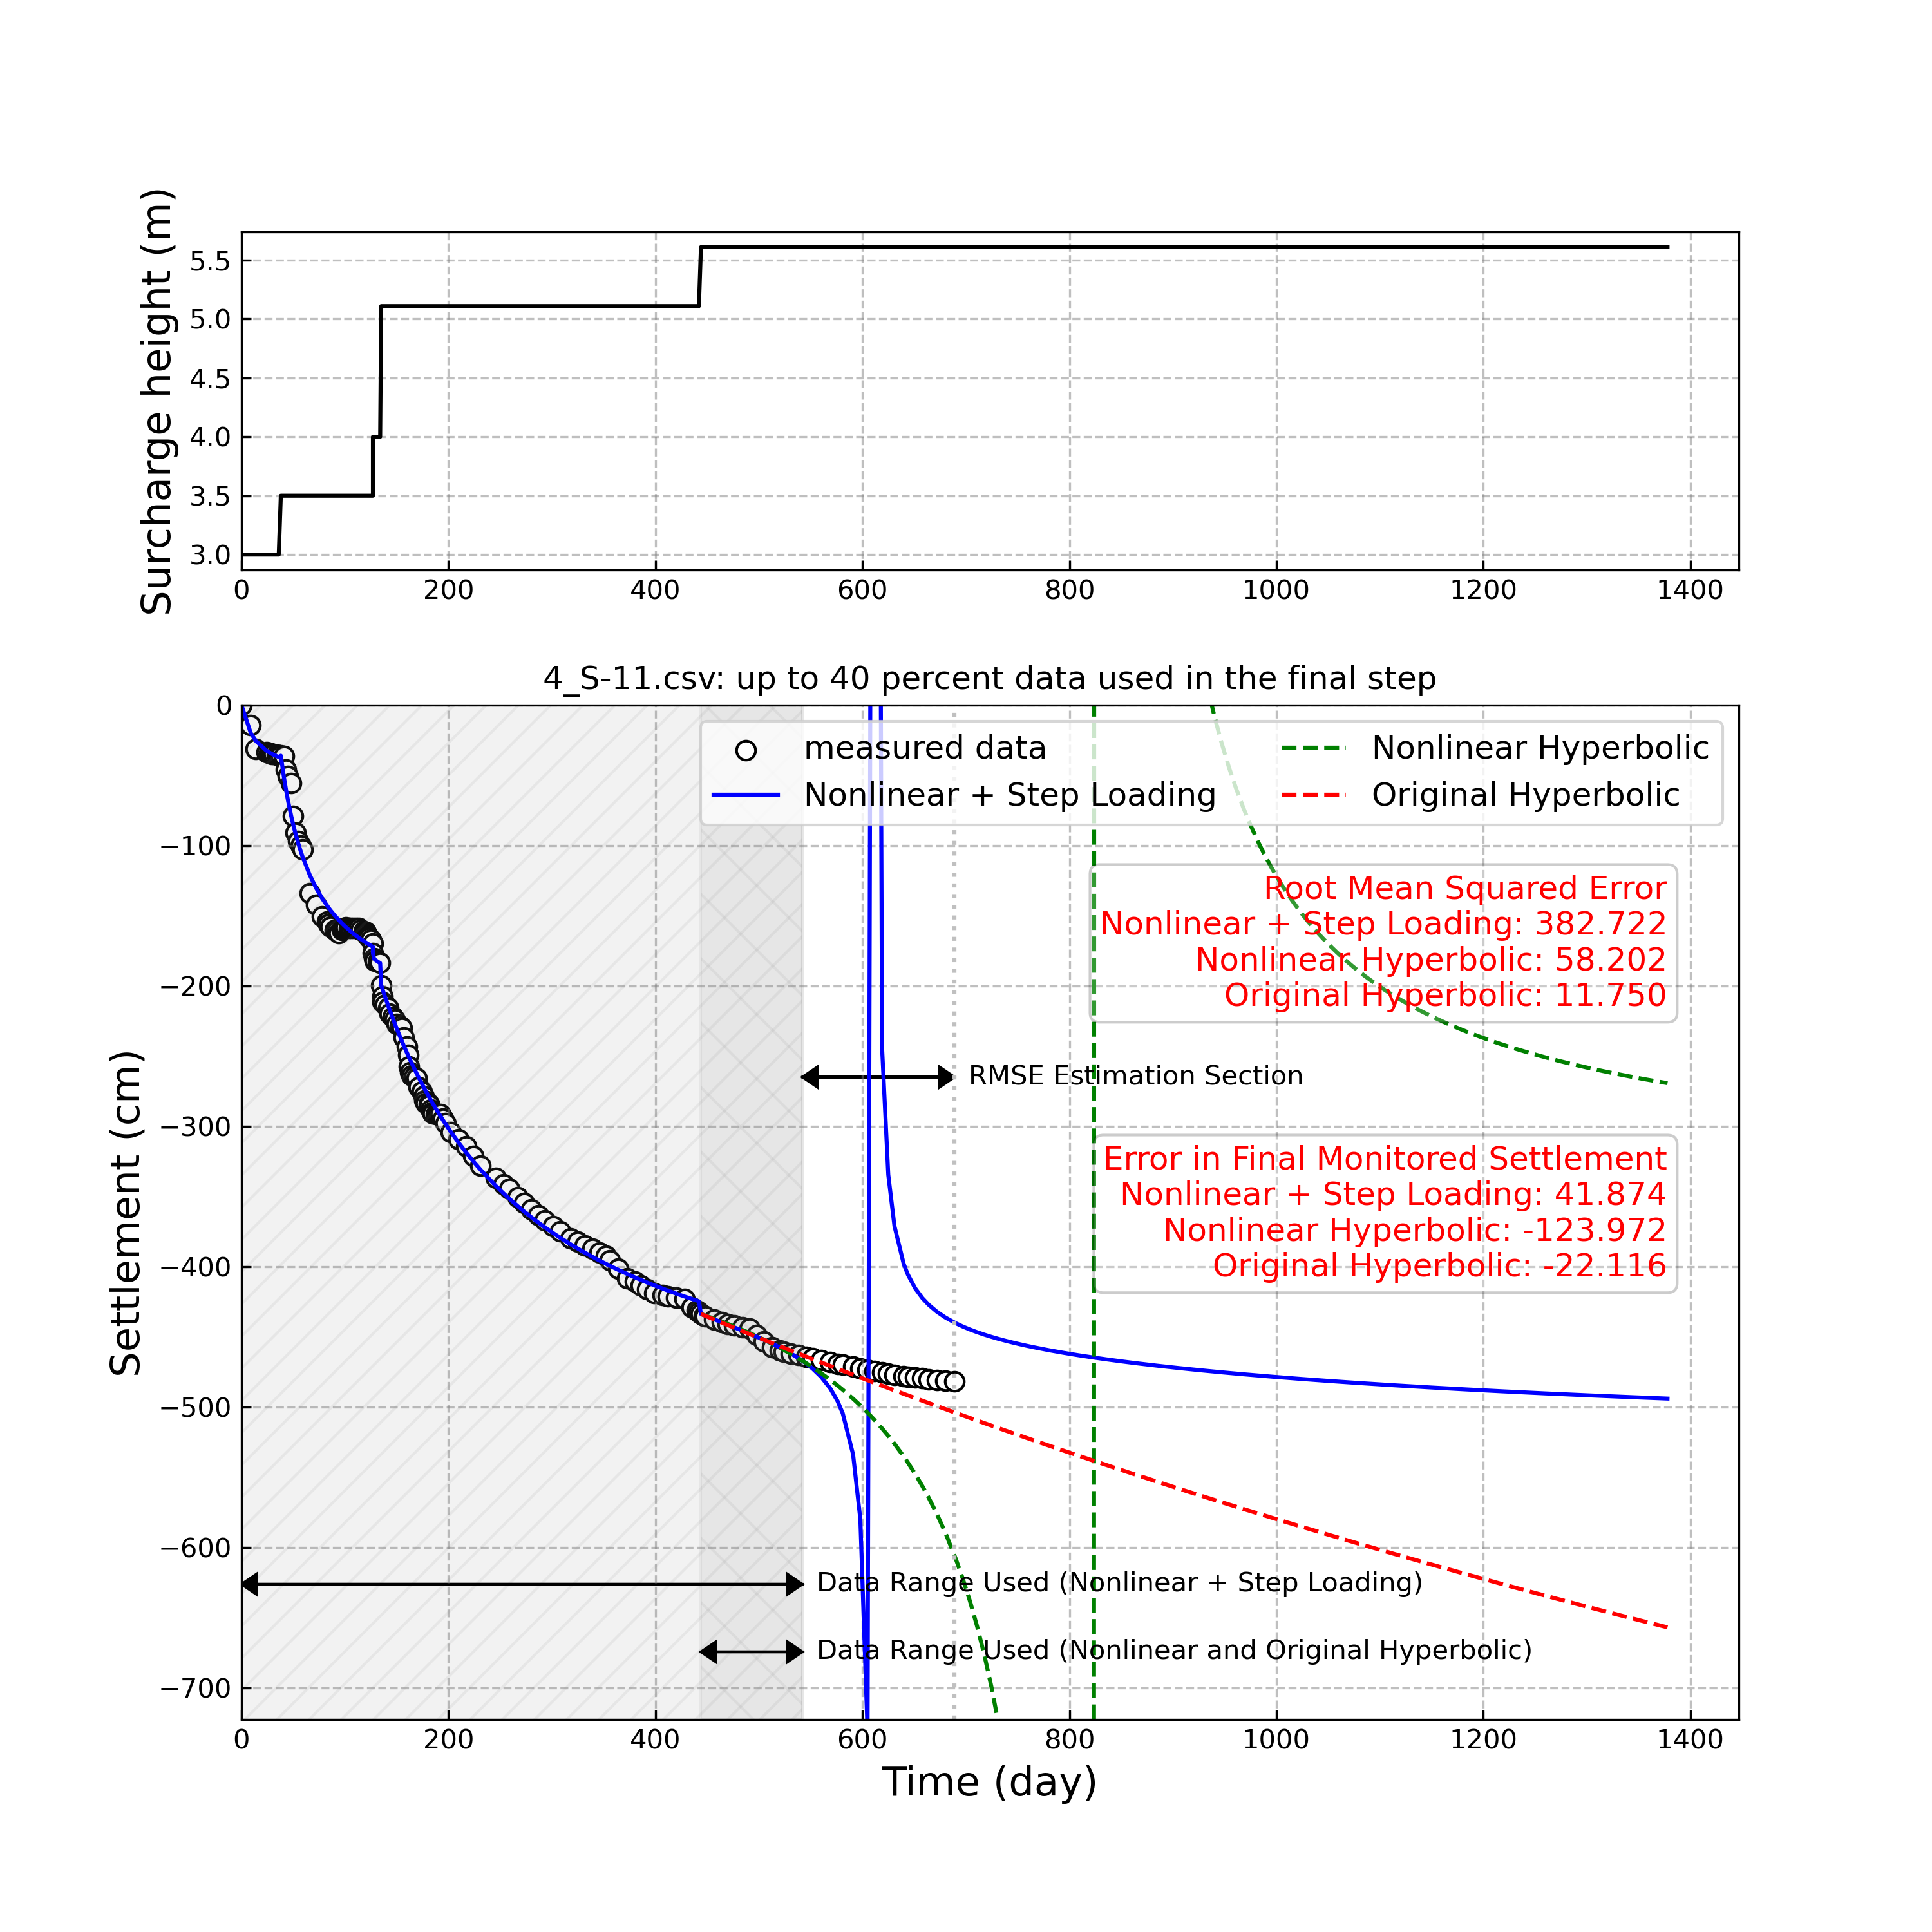 Surcharge height (m)
5.5
5.0
4.5
4.0
3.5
3.0
0 200 400 600 800 1000 1200 1400
4_S-11.csv: up to 40 percent data used in the final step
Settlement (cm)
0
−100
−200
−300
−400
−500
−600
−700
measured data
Nonlinear + Step Loading
Nonlinear Hyperbolic
Original Hyperbolic
Root Mean Squared Error
Nonlinear + Step Loading: 382.722
Nonlinear Hyperbolic: 58.202
Original Hyperbolic: 11.750
RMSE Estimation Section
Error in Final Monitored Settlement
Nonlinear + Step Loading: 41.874
Nonlinear Hyperbolic: -123.972
Original Hyperbolic: -22.116
Data Range Used (Nonlinear + Step Loading)
Data Range Used (Nonlinear and Original Hyperbolic)
0 200 400 600 800 1000 1200 1400
Time (day)